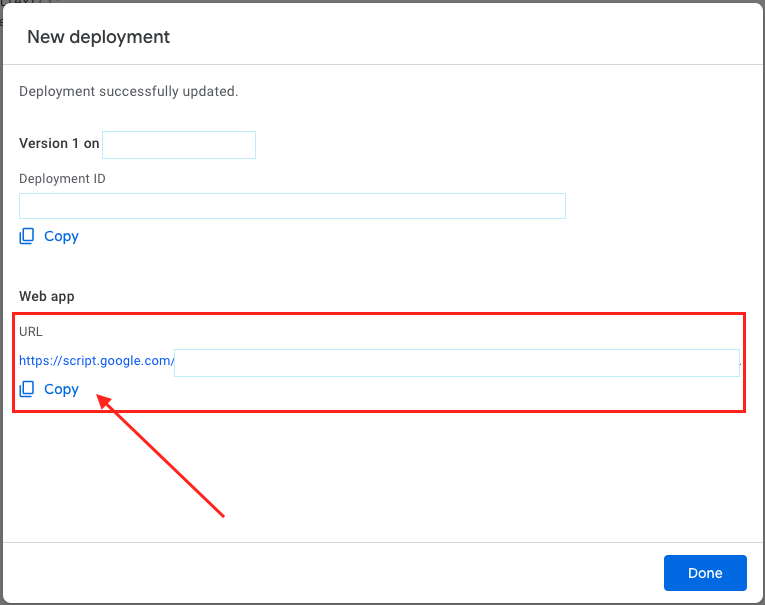 New deployment
Deployment successfully updated.
Version 1 on
Deployment ID
Copy
Web app
URL
https://script.google.com/
Copy
Done